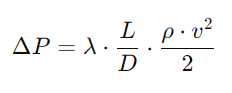 ΔP = λ · L/D · (ρ · v²)/2